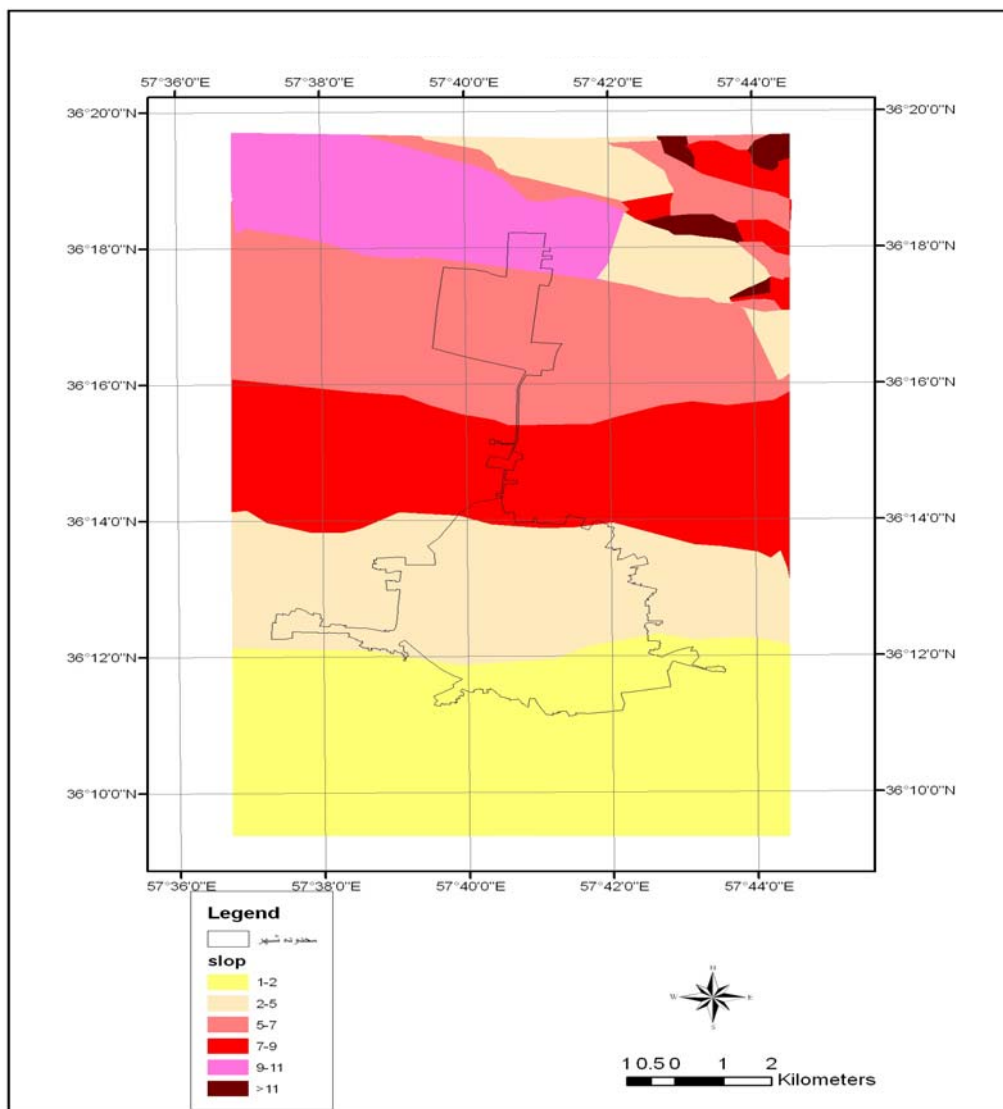 57°36'0"E 57°38'0"E 57°40'0"E 57°42'0"E 57°44'0"E
36°20'0"N 36°20'0"N
36°18'0"N 36°18'0"N
36°16'0"N 36°16'0"N
36°14'0"N 36°14'0"N
36°12'0"N 36°12'0"N
36°10'0"N 36°10'0"N
57°36'0"E 57°38'0"E 57°40'0"E 57°42'0"E 57°44'0"E
Legend
محدوده شهر
slop
1-2
2-5
5-7
7-9
9-11
>11
N
W E
S
1 0.5 0 1 2
Kilometers